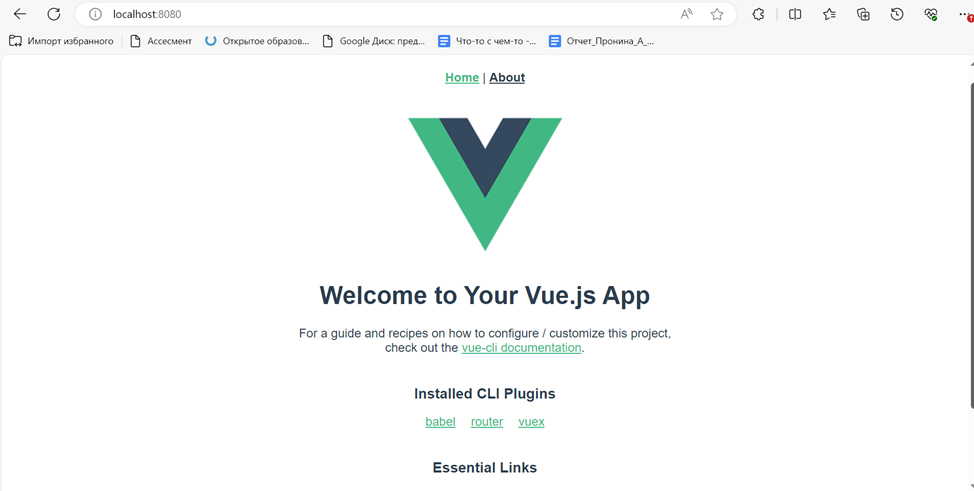 localhost:8080
Импорт избранного Ассесмент Открытое образов... Google Диск: пред... Что-то с чем-то -... Отчет_Пронина_А_...
Home | About
Welcome to Your Vue.js App
For a guide and recipes on how to configure / customize this project,
check out the vue-cli documentation.
Installed CLI Plugins
babel router vuex
Essential Links